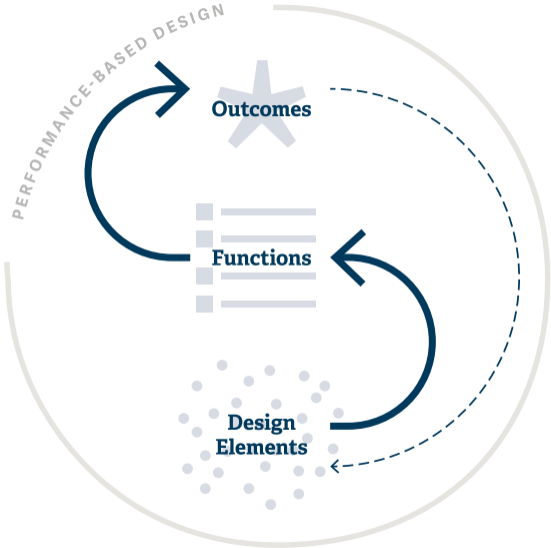 PERFORMANCE-BASED DESIGN
Outcomes
Functions
Design
Elements